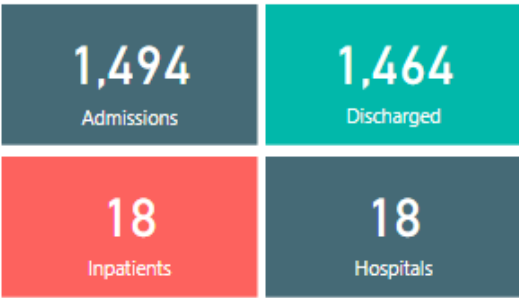 1,494
Admissions
1,464
Discharged
18
Inpatients
18
Hospitals